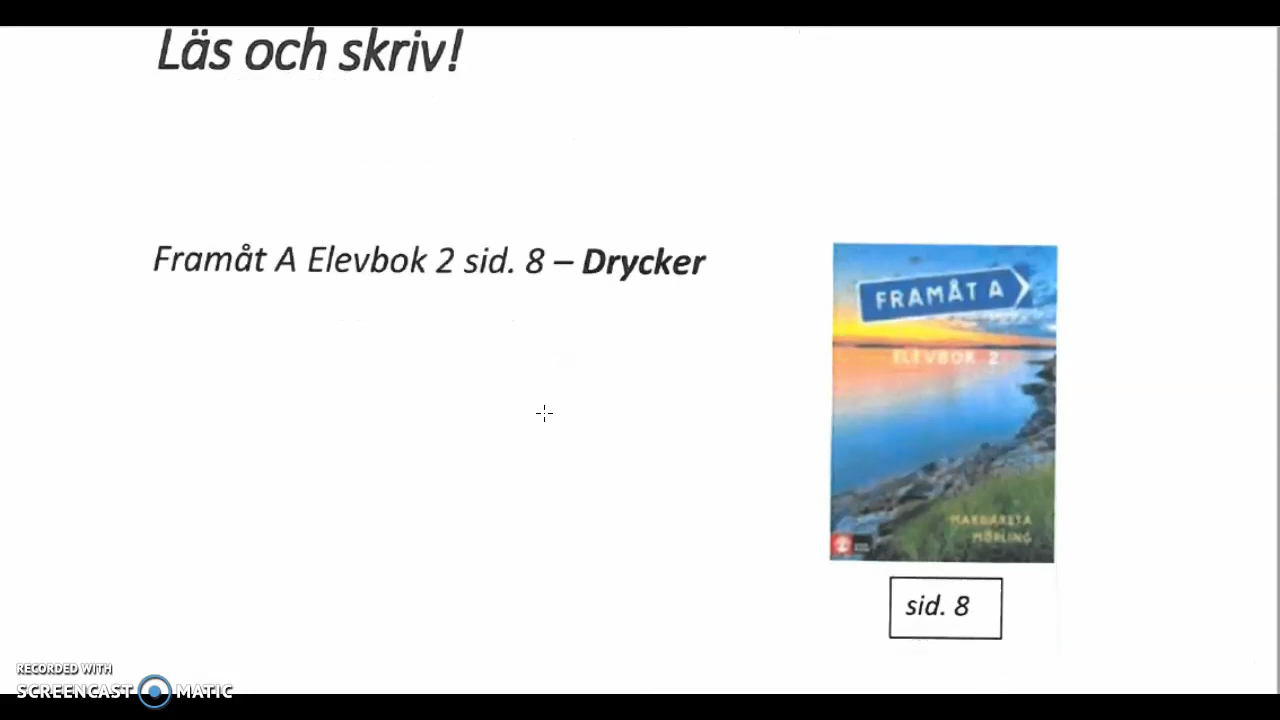 Läs och skriv!
Framåt A Elevbok 2 sid. 8 – Drycker
FRAMÅT A
ELEVBOK 2
MARGARETA
MÖRLING
sid. 8
RECORDED WITH
SCREENCAST MATIC